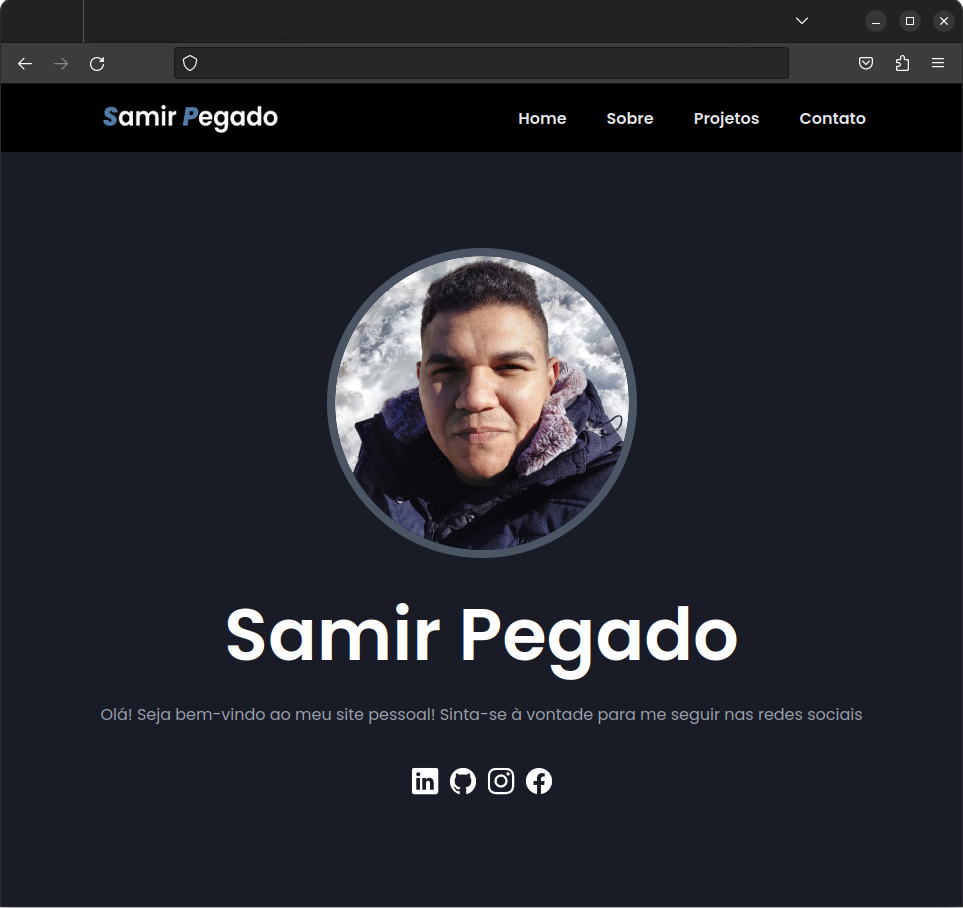 Samir Pegado
Home Sobre Projetos Contato
Samir Pegado
Olá! Seja bem-vindo ao meu site pessoal! Sinta-se à vontade para me seguir nas redes sociais